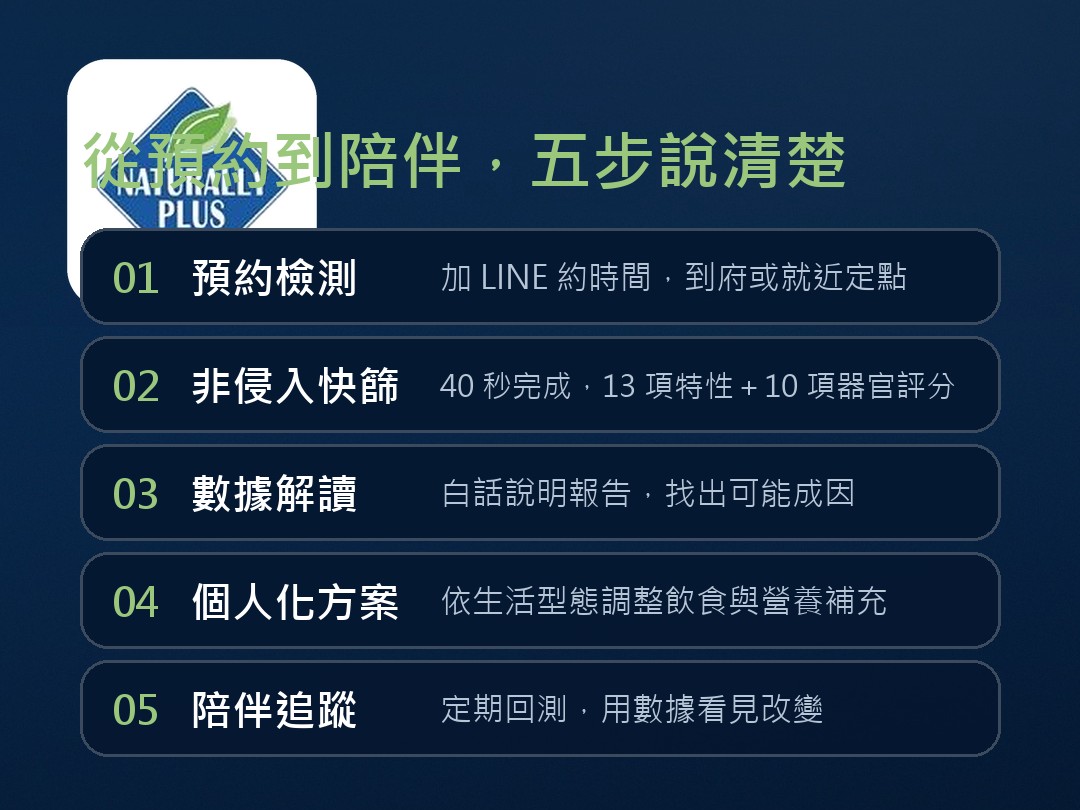 從預約到陪伴，五步說清楚
NATURALLY
PLUS
01 預約檢測 加 LINE 約時間，到府或就近定點
02 非侵入快篩 40 秒完成，13 項特性 + 10 項器官評分
03 數據解讀 白話說明報告，找出可能成因
04 個人化方案 依生活型態調整飲食與營養補充
05 陪伴追蹤 定期回測，用數據看見改變